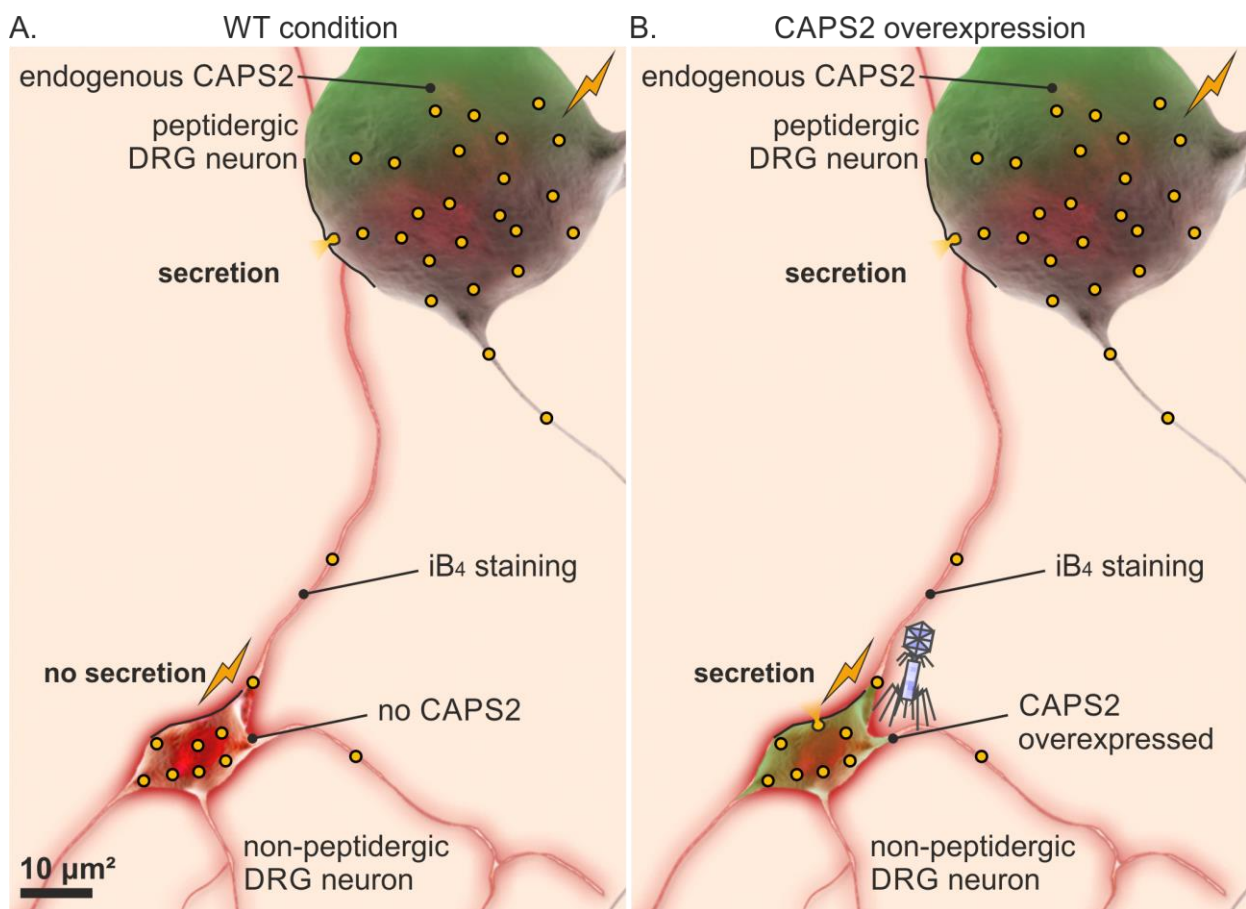 A. WT condition
endogenous CAPS2
peptidergic
DRG neuron
secretion
iB₄ staining
no secretion
no CAPS2
non-peptidergic
DRG neuron
10 µm²
B. CAPS2 overexpression
endogenous CAPS2
peptidergic
DRG neuron
secretion
iB₄ staining
secretion
CAPS2
overexpressed
non-peptidergic
DRG neuron